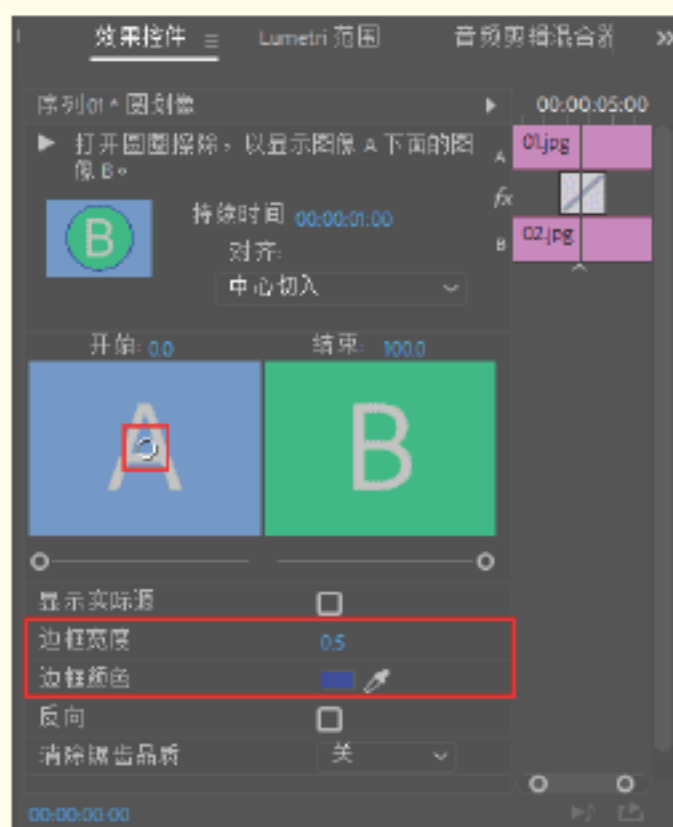 效果控件 Lumetri 范围 音频剪辑混合器
序列01 * 圆划像 00:00:05:00
打开圆圈擦除，以显示图像 A 下面的图
像 B。
A 01.jpg
fx
B 02.jpg
B
持续时间 00:00:01:00
对齐:
中心切入
开始: 0.0 结束: 100.0
A B
显示实际源
边框宽度 0.5
边框颜色
反向
消除锯齿品质 关
00:00:00:00